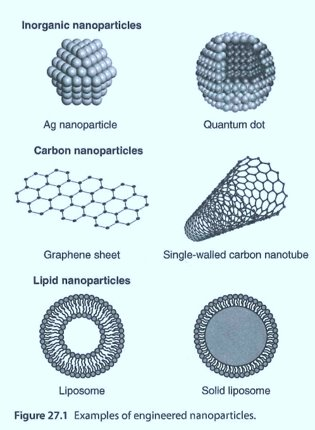 Inorganic nanoparticles
Ag nanoparticle
Quantum dot
Carbon nanoparticles
Graphene sheet
Single-walled carbon nanotube
Lipid nanoparticles
Liposome
Solid liposome
Figure 27.1 Examples of engineered nanoparticles.